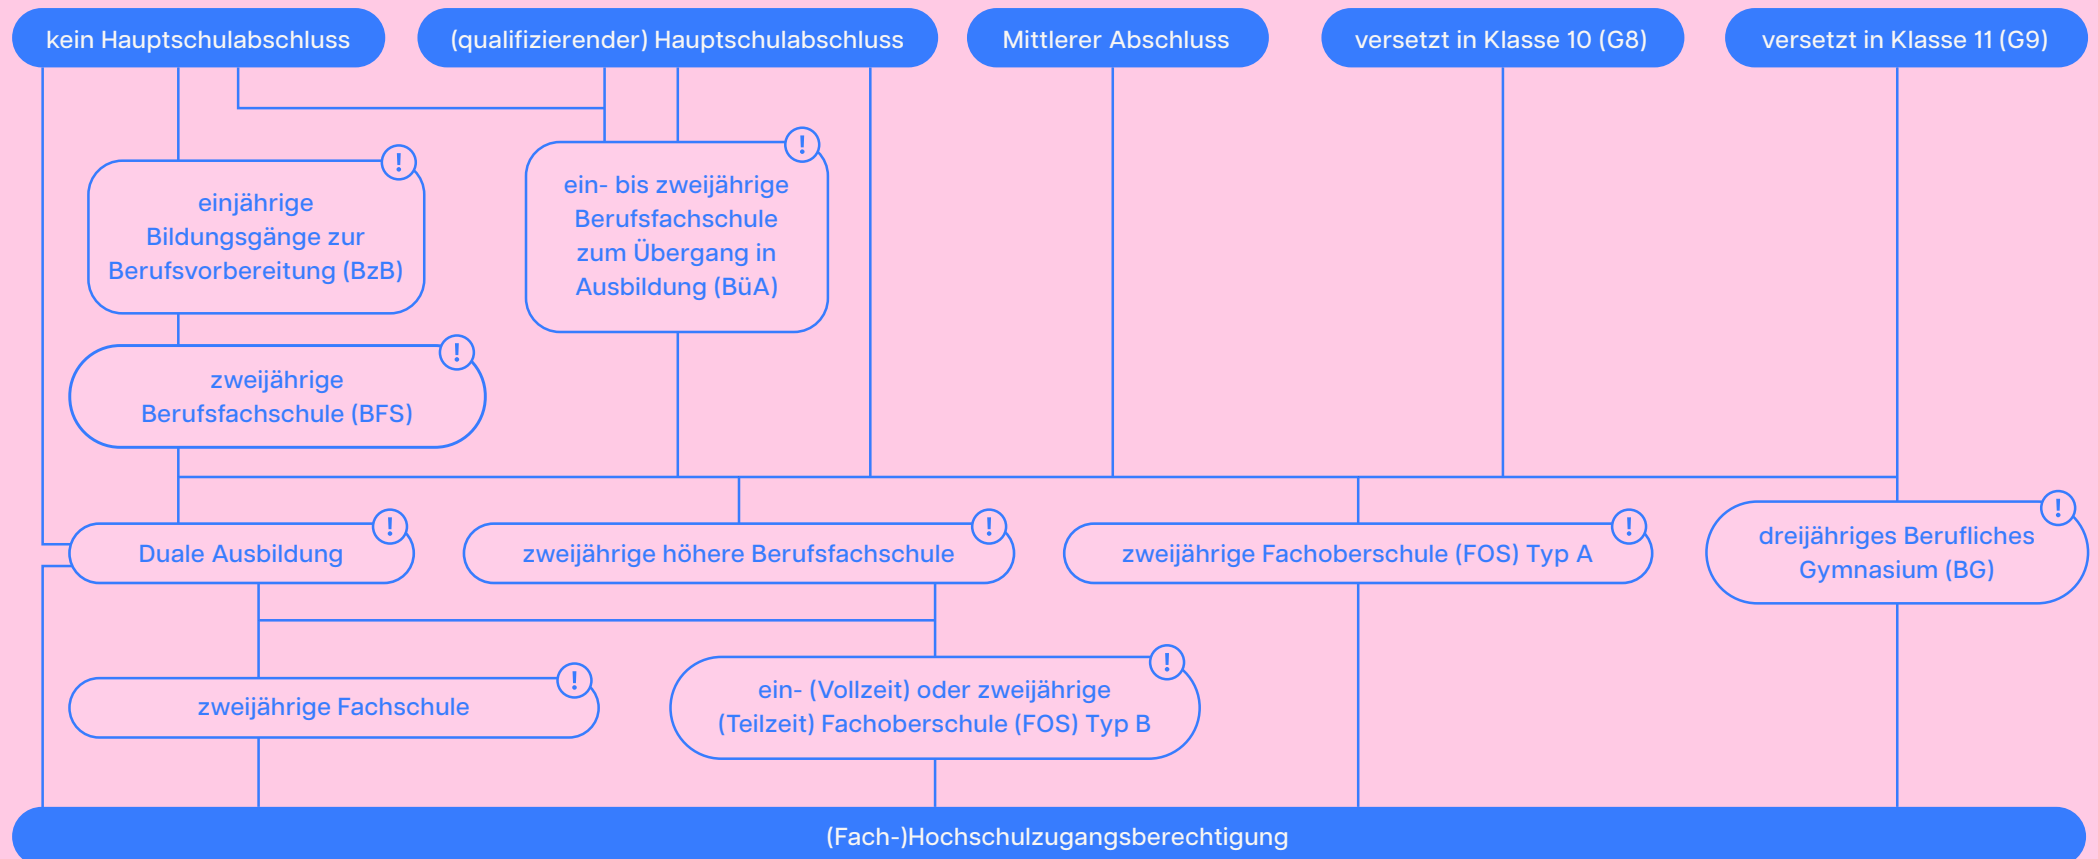 kein Hauptschulabschluss
(qualifizierender) Hauptschulabschluss
Mittlerer Abschluss
versetzt in Klasse 10 (G8)
versetzt in Klasse 11 (G9)
!
einjährige
Bildungsgänge zur
Berufsvorbereitung (BzB)
!
ein- bis zweijährige
Berufsfachschule
zum Übergang in
Ausbildung (BüA)
!
zweijährige
Berufsfachschule (BFS)
!
Duale Ausbildung
!
zweijährige höhere Berufsfachschule
!
zweijährige Fachoberschule (FOS) Typ A
!
dreijähriges Berufliches
Gymnasium (BG)
!
zweijährige Fachschule
!
ein- (Vollzeit) oder zweijährige
(Teilzeit) Fachoberschule (FOS) Typ B
(Fach-)Hochschulzugangsberechtigung